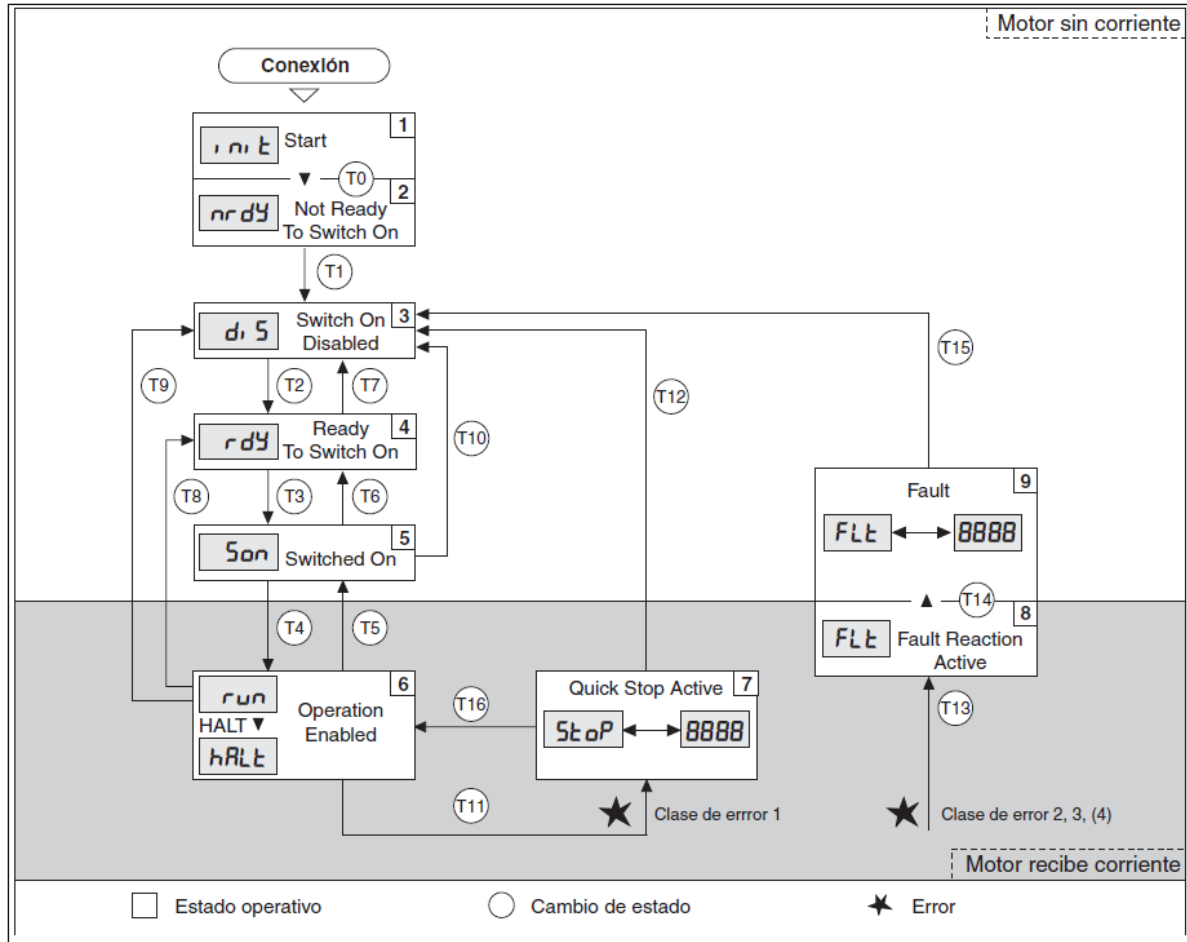 Motor sin corriente
Conexión
1
init Start
T0
2
nrdy Not Ready
To Switch On
T1
3
diS Switch On
Disabled
T9
T2
T7
T12
T15
4
rdy Ready
To Switch On
T10
T8
T3
T6
5
Son Switched On
9
Fault
FLt 8888
T4
T5
T14
8
FLt Fault Reaction
Active
6
run
HALT
hALt
Operation
Enabled
T16
7
Quick Stop Active
StoP 8888
T13
T11
Clase de errror 1
Clase de error 2, 3, (4)
Motor recibe corriente
Estado operativo
Cambio de estado
Error